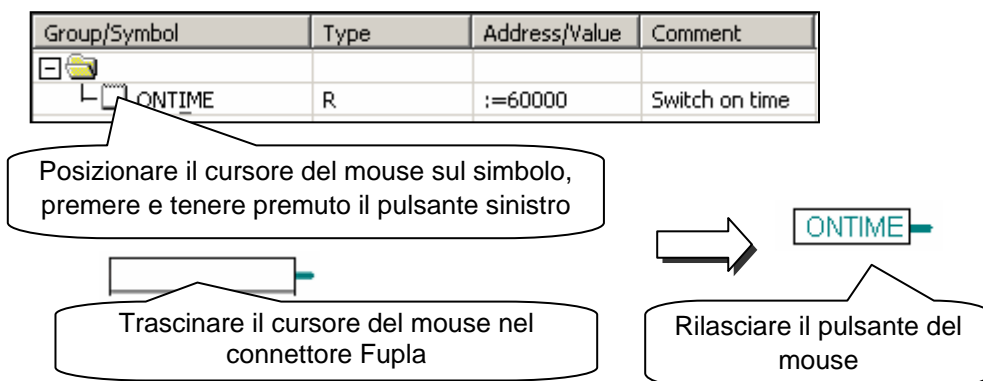 Group/Symbol Type Address/Value Comment
ONTIME R :=60000 Switch on time
Posizionare il cursore del mouse sul simbolo,
premere e tenere premuto il pulsante sinistro
ONTIME
Trascinare il cursore del mouse nel
connettore Fupla
Rilasciare il pulsante del
mouse